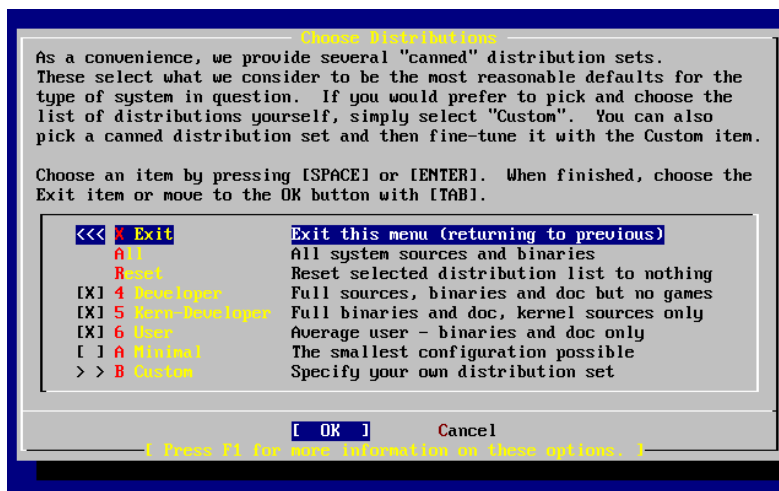 Choose Distributions
As a convenience, we provide several "canned" distribution sets.
These select what we consider to be the most reasonable defaults for the
type of system in question.  If you would prefer to pick and choose the
list of distributions yourself, simply select "Custom".  You can also
pick a canned distribution set and then fine-tune it with the Custom item.
Choose an item by pressing [SPACE] or [ENTER].  When finished, choose the
Exit item or move to the OK button with [TAB].
<<< X Exit Exit this menu (returning to previous)
All All system sources and binaries
Reset Reset selected distribution list to nothing
[X] 4 Developer Full sources, binaries and doc but no games
[X] 5 Kern-Developer Full binaries and doc, kernel sources only
[X] 6 User Average user - binaries and doc only
[ ] A Minimal The smallest configuration possible
> > B Custom Specify your own distribution set
[ OK ] Cancel
[ Press F1 for more information on these options. ]